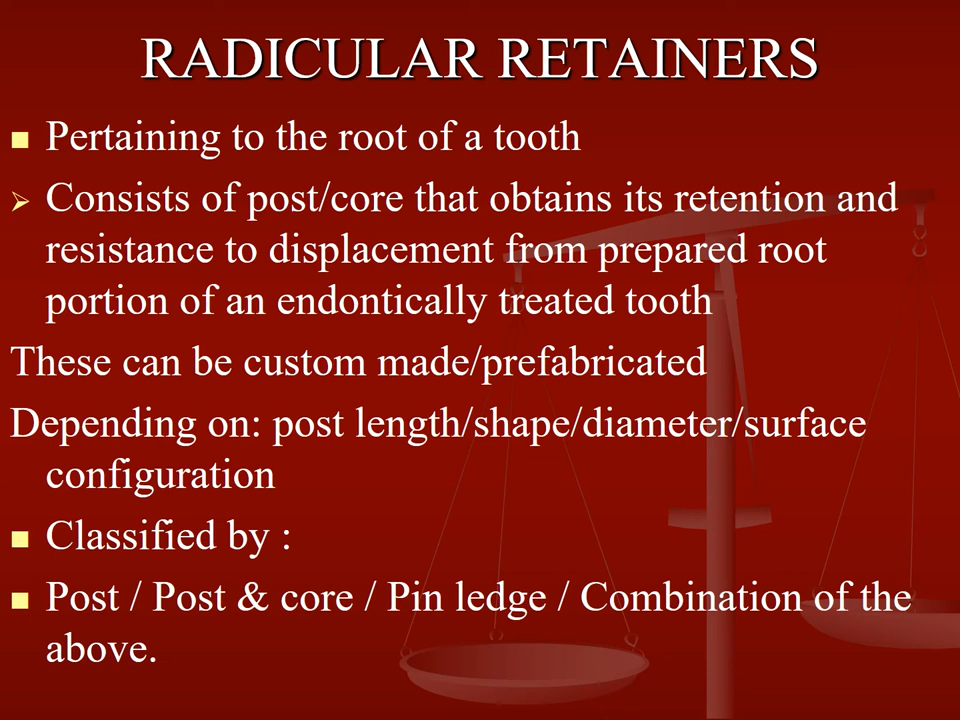 RADICULAR RETAINERS
Pertaining to the root of a tooth
Consists of post/core that obtains its retention and
resistance to displacement from prepared root
portion of an endontically treated tooth
These can be custom made/prefabricated
Depending on: post length/shape/diameter/surface
configuration
Classified by :
Post / Post & core / Pin ledge / Combination of the
above.